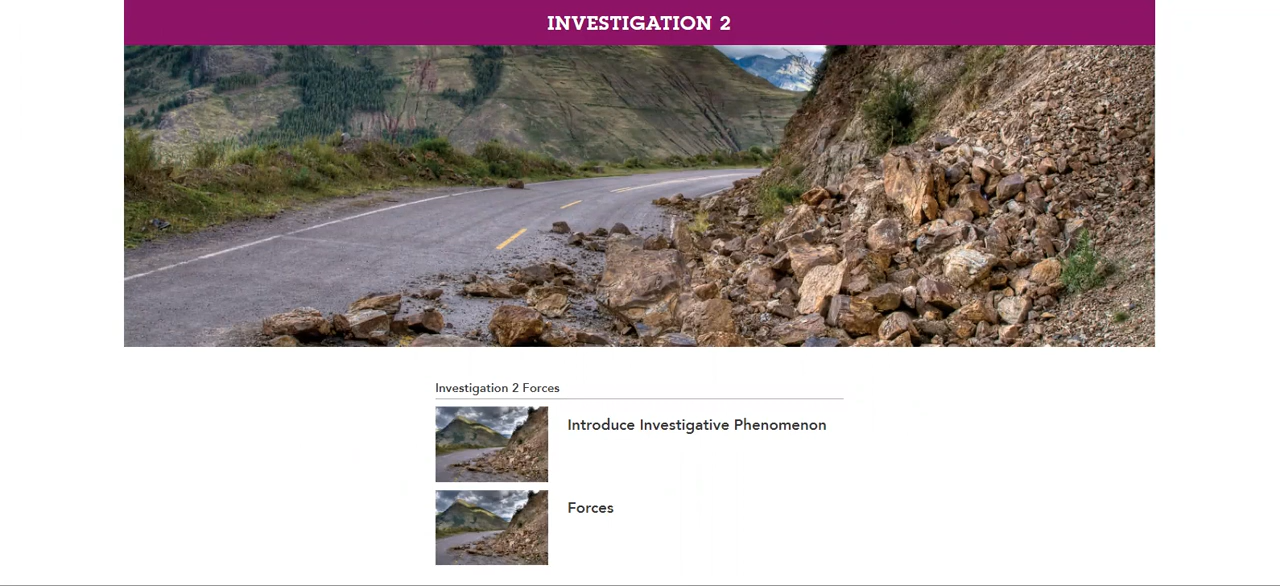 INVESTIGATION 2
Investigation 2 Forces
Introduce Investigative Phenomenon
Forces